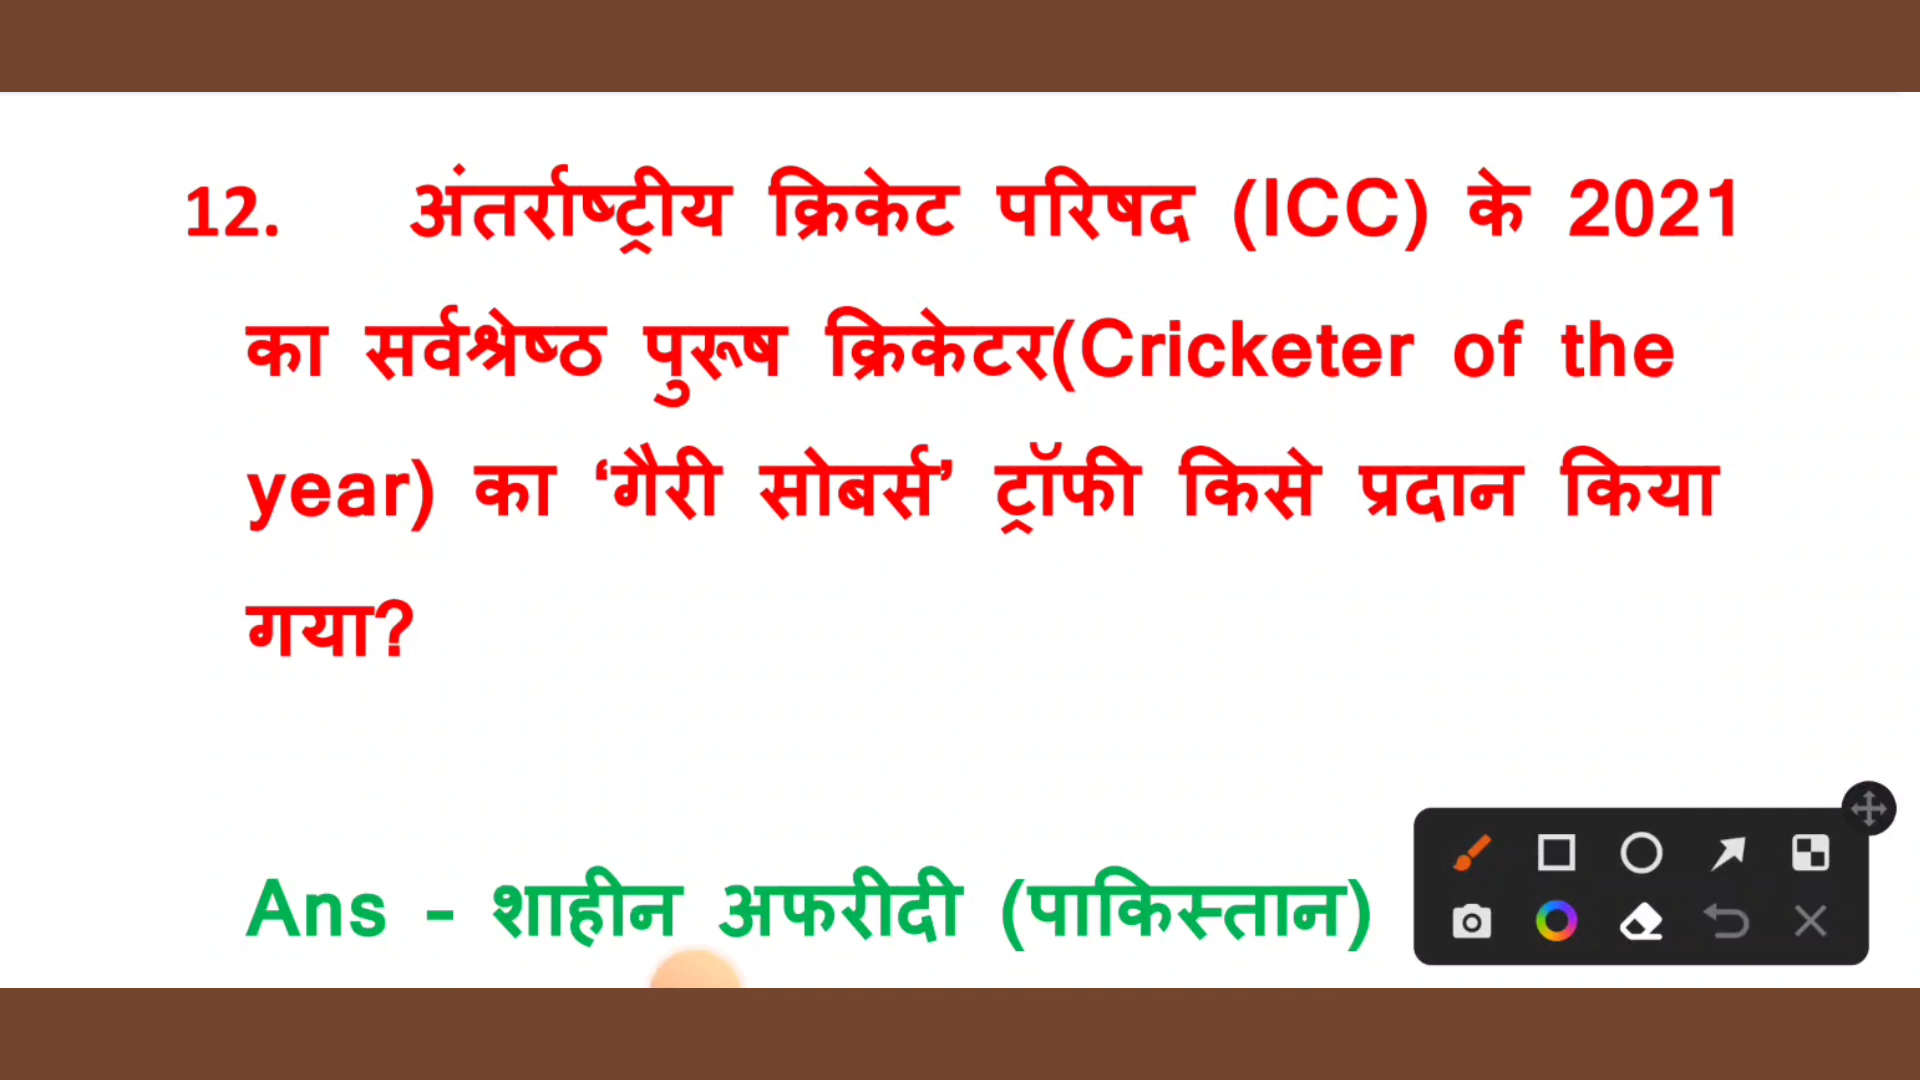 12. अंतर्राष्ट्रीय क्रिकेट परिषद (ICC) के 2021
का सर्वश्रेष्ठ पुरूष क्रिकेटर(Cricketer of the
year) का ‘गैरी सोबर्स’ ट्रॉफी किसे प्रदान किया
गया?
Ans - शाहीन अफरीदी (पाकिस्तान)